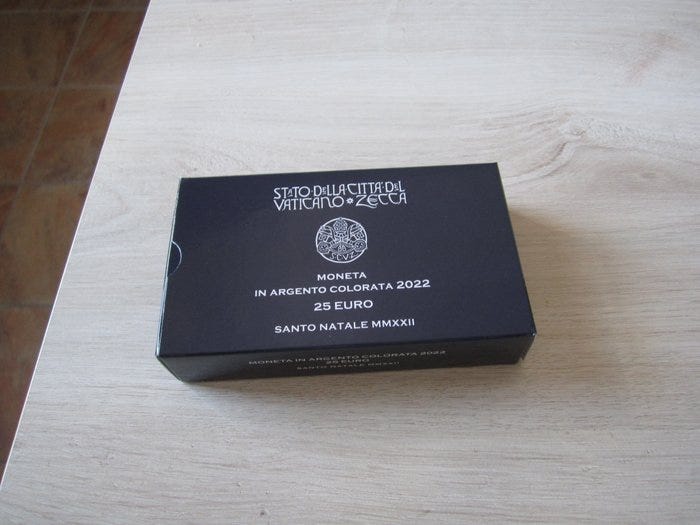 STATO·DELLA·CITTÀ·DEL
VATICANO * ZECCA
SCVZ
MONETA
IN ARGENTO COLORATA 2022
25 EURO
SANTO NATALE MMXXII
MONETA IN ARGENTO COLORATA 2022
25 EURO
SANTO NATALE MMXXII